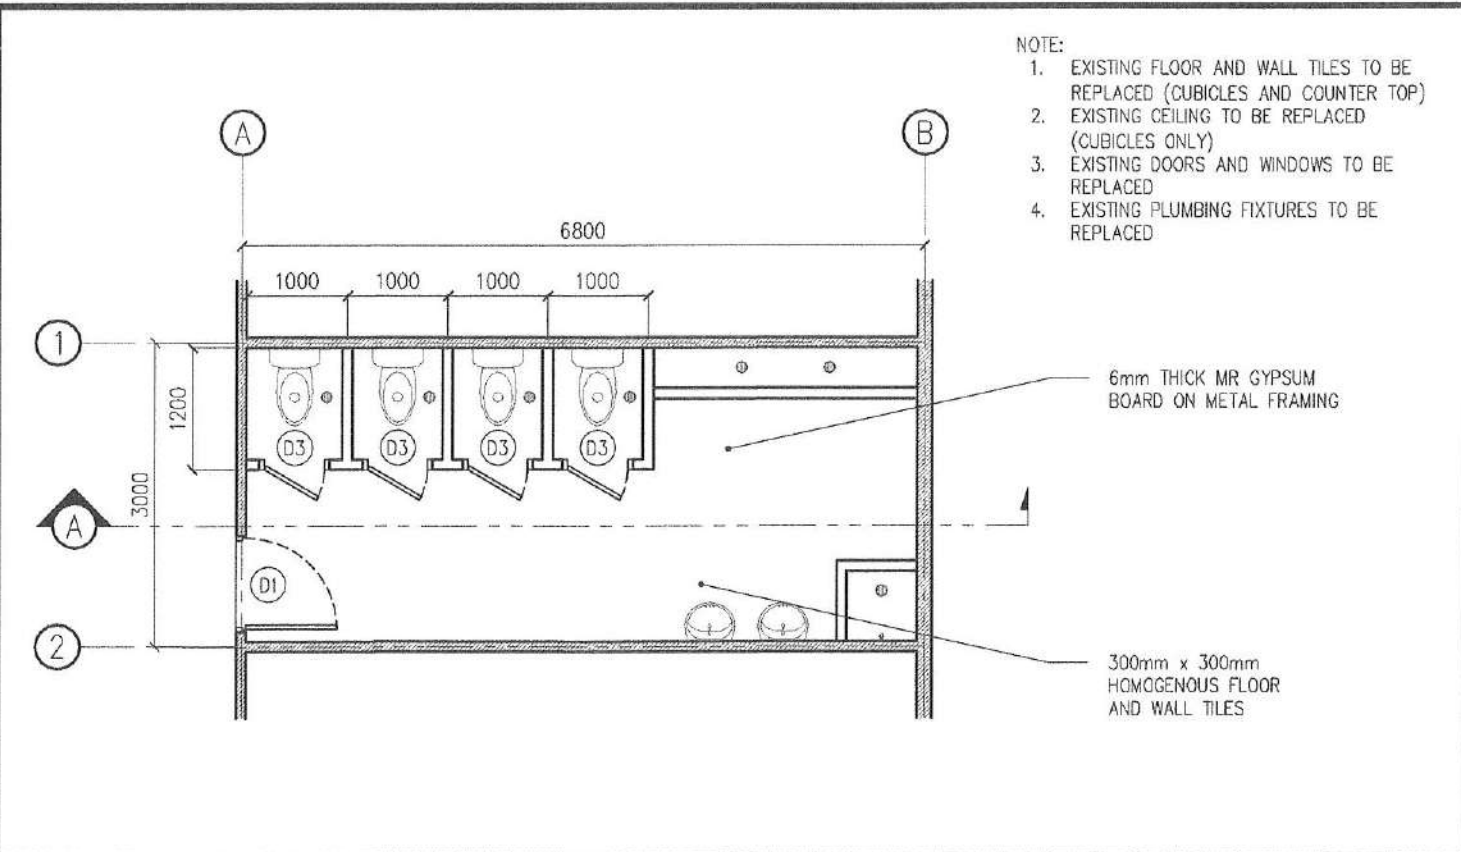 NOTE:
1. EXISTING FLOOR AND WALL TILES TO BE
REPLACED (CUBICLES AND COUNTER TOP)
2. EXISTING CEILING TO BE REPLACED
(CUBICLES ONLY)
3. EXISTING DOORS AND WINDOWS TO BE
REPLACED
4. EXISTING PLUMBING FIXTURES TO BE
REPLACED
A
B
6800
1000 1000 1000 1000
1
1200
3000
6mm THICK MR GYPSUM
BOARD ON METAL FRAMING
D3 D3 D3 D3
A
D1
2
300mm x 300mm
HOMOGENOUS FLOOR
AND WALL TILES